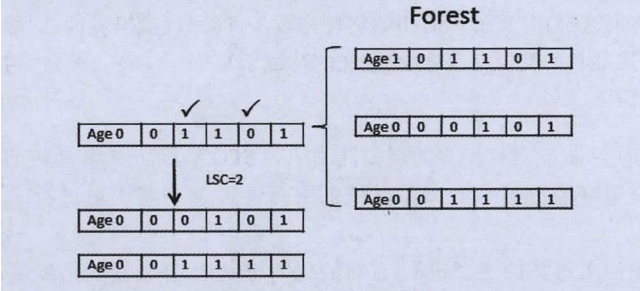 Forest
Age 1 0 1 1 0 1
Age 0 0 1 1 0 1
Age 0 0 0 1 0 1
LSC=2
Age 0 0 1 1 1 1
Age 0 0 0 1 0 1
Age 0 0 1 1 1 1